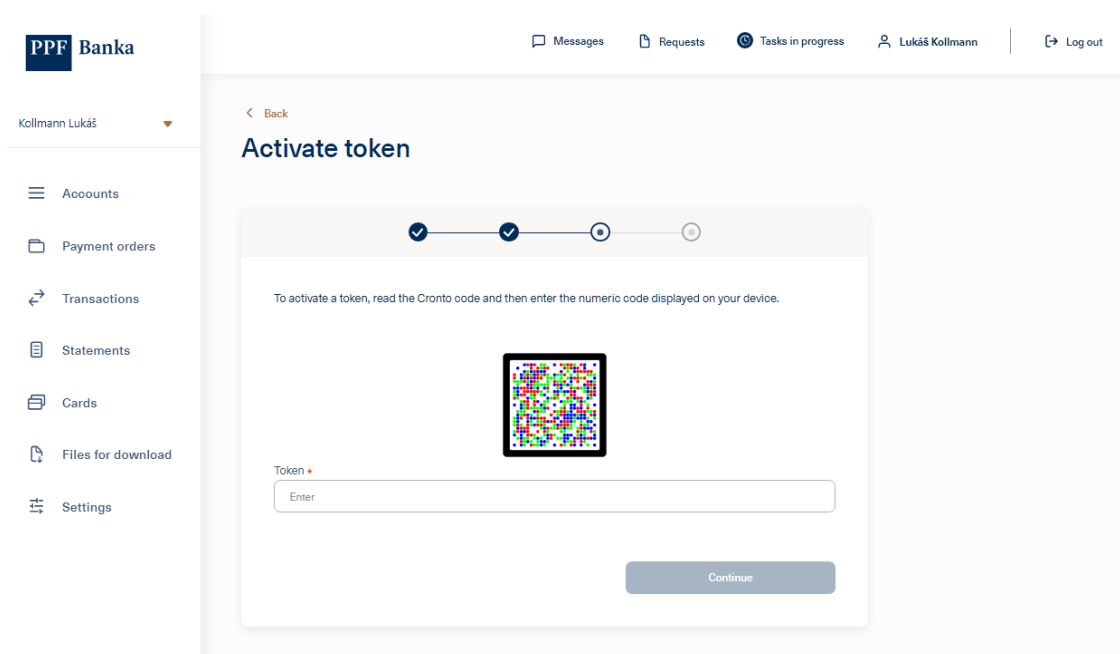 PPF Banka
Messages
Requests
Tasks in progress
Lukáš Kollmann
Log out
Kollmann Lukáš
Accounts
Payment orders
Transactions
Statements
Cards
Files for download
Settings
Back
Activate token
To activate a token, read the Cronto code and then enter the numeric code displayed on your device.
Token *
Enter
Continue